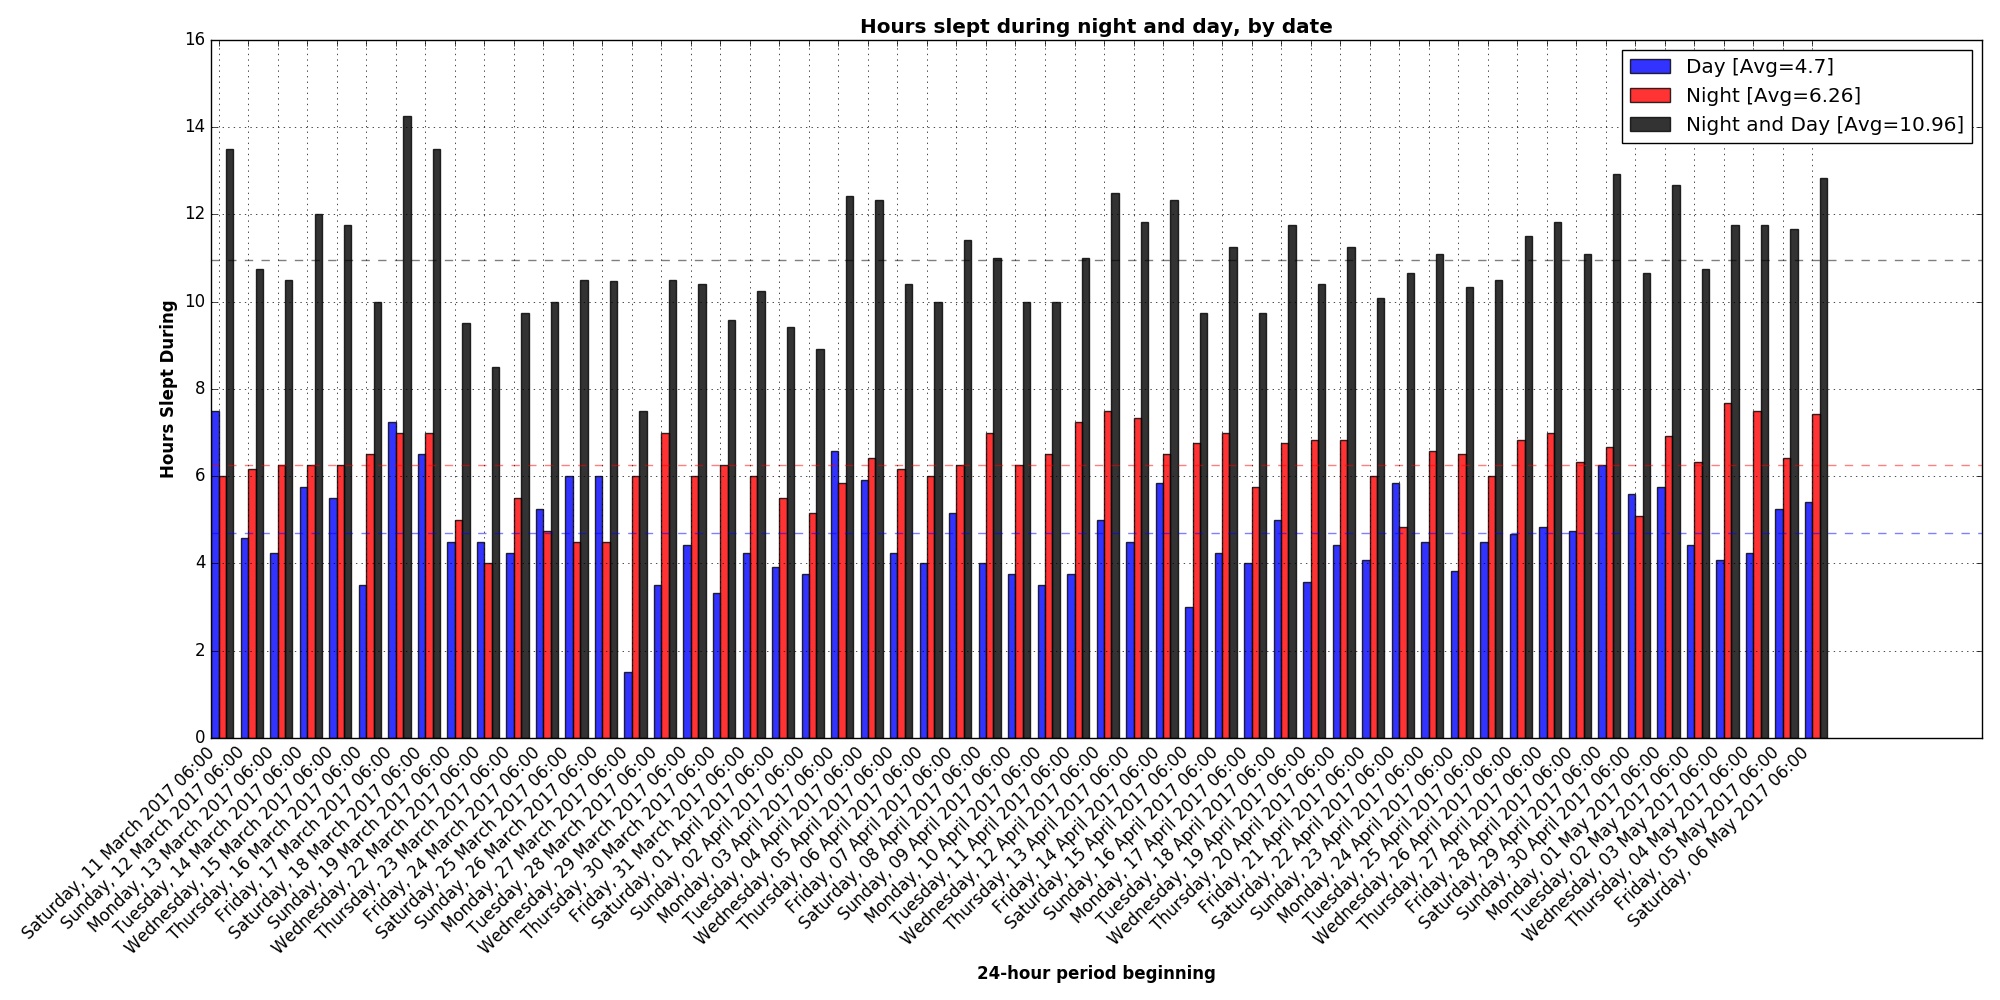 Hours slept during night and day, by date
Day [Avg=4.7]
Night [Avg=6.26]
Night and Day [Avg=10.96]
Hours Slept During
16
14
12
10
8
6
4
2
0
Saturday, 11 March 2017 06:00
Sunday, 12 March 2017 06:00
Monday, 13 March 2017 06:00
Tuesday, 14 March 2017 06:00
Wednesday, 15 March 2017 06:00
Thursday, 16 March 2017 06:00
Friday, 17 March 2017 06:00
Saturday, 18 March 2017 06:00
Sunday, 19 March 2017 06:00
Wednesday, 22 March 2017 06:00
Thursday, 23 March 2017 06:00
Friday, 24 March 2017 06:00
Saturday, 25 March 2017 06:00
Sunday, 26 March 2017 06:00
Monday, 27 March 2017 06:00
Tuesday, 28 March 2017 06:00
Wednesday, 29 March 2017 06:00
Thursday, 30 March 2017 06:00
Friday, 31 March 2017 06:00
Saturday, 01 April 2017 06:00
Sunday, 02 April 2017 06:00
Monday, 03 April 2017 06:00
Tuesday, 04 April 2017 06:00
Wednesday, 05 April 2017 06:00
Thursday, 06 April 2017 06:00
Friday, 07 April 2017 06:00
Saturday, 08 April 2017 06:00
Sunday, 09 April 2017 06:00
Monday, 10 April 2017 06:00
Tuesday, 11 April 2017 06:00
Wednesday, 12 April 2017 06:00
Thursday, 13 April 2017 06:00
Friday, 14 April 2017 06:00
Saturday, 15 April 2017 06:00
Sunday, 16 April 2017 06:00
Monday, 17 April 2017 06:00
Tuesday, 18 April 2017 06:00
Wednesday, 19 April 2017 06:00
Thursday, 20 April 2017 06:00
Friday, 21 April 2017 06:00
Saturday, 22 April 2017 06:00
Sunday, 23 April 2017 06:00
Monday, 24 April 2017 06:00
Tuesday, 25 April 2017 06:00
Wednesday, 26 April 2017 06:00
Thursday, 27 April 2017 06:00
Friday, 28 April 2017 06:00
Saturday, 29 April 2017 06:00
Sunday, 30 April 2017 06:00
Monday, 01 May 2017 06:00
Tuesday, 02 May 2017 06:00
Wednesday, 03 May 2017 06:00
Thursday, 04 May 2017 06:00
Friday, 05 May 2017 06:00
Saturday, 06 May 2017 06:00
24-hour period beginning